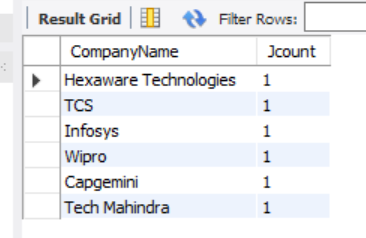 Result Grid Filter Rows:
CompanyName Jcount
Hexaware Technologies 1
TCS 1
Infosys 1
Wipro 1
Capgemini 1
Tech Mahindra 1